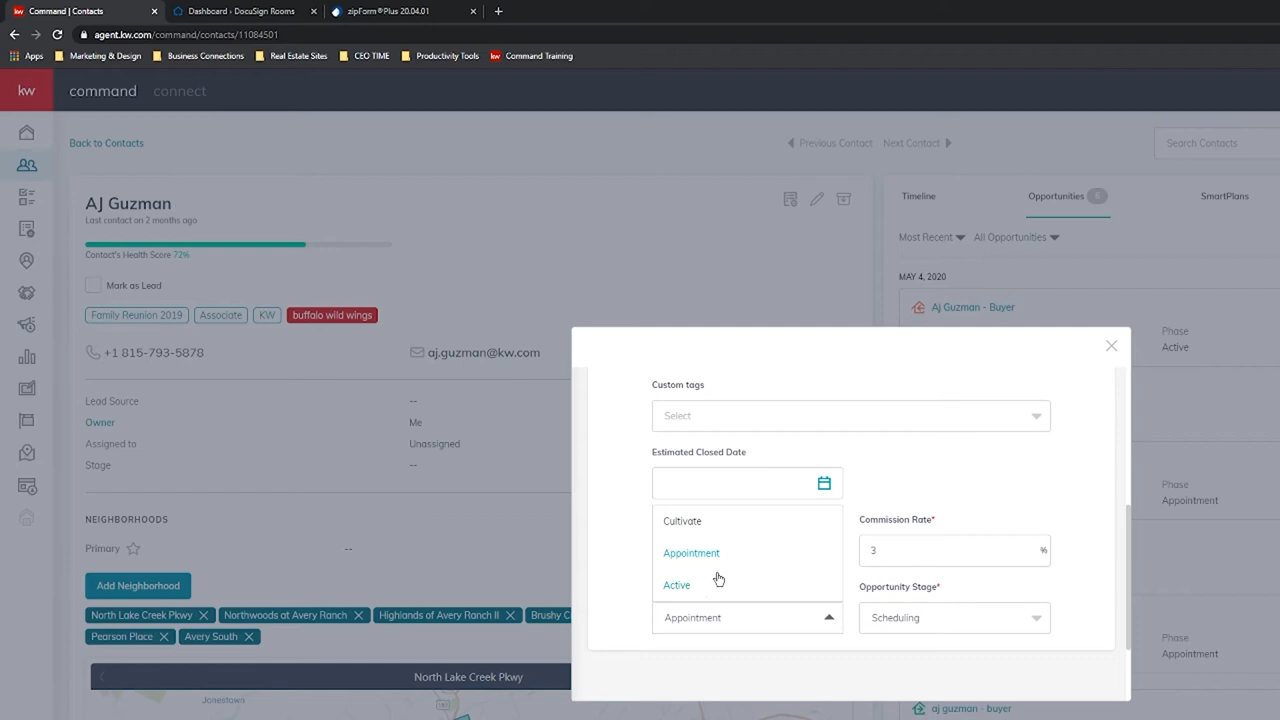 kw Command | Contacts
Dashboard - DocuSign Rooms
zipForm®Plus 20.04.01
agent.kw.com/command/contacts/11084501
Apps Marketing & Design Business Connections Real Estate Sites CEO TIME Productivity Tools kw Command Training
kw command connect
Back to Contacts
Previous Contact Next Contact
Search Contacts
AJ Guzman
Last contact on 2 months ago
Contact's Health Score 72%
Mark as Lead
Family Reunion 2019 Associate KW buffalo wild wings
+1 815-793-5878 aj.guzman@kw.com
Lead Source --
Owner Me
Assigned to Unassigned
Stage --
NEIGHBORHOODS
Primary --
Add Neighborhood
North Lake Creek Pkwy Northwoods at Avery Ranch Highlands of Avery Ranch II Brushy C
Pearson Place Avery South
North Lake Creek Pkwy
Jonestown
183
Timeline Opportunities SmartPlans
Most Recent All Opportunities
MAY 4, 2020
Aj Guzman - Buyer
Phase
Active
Phase
Appointment
Phase
Appointment
aj guzman - buyer
Custom tags
Select
Estimated Closed Date
Cultivate
Appointment
Active
Appointment
Commission Rate*
3 %
Opportunity Stage*
Scheduling